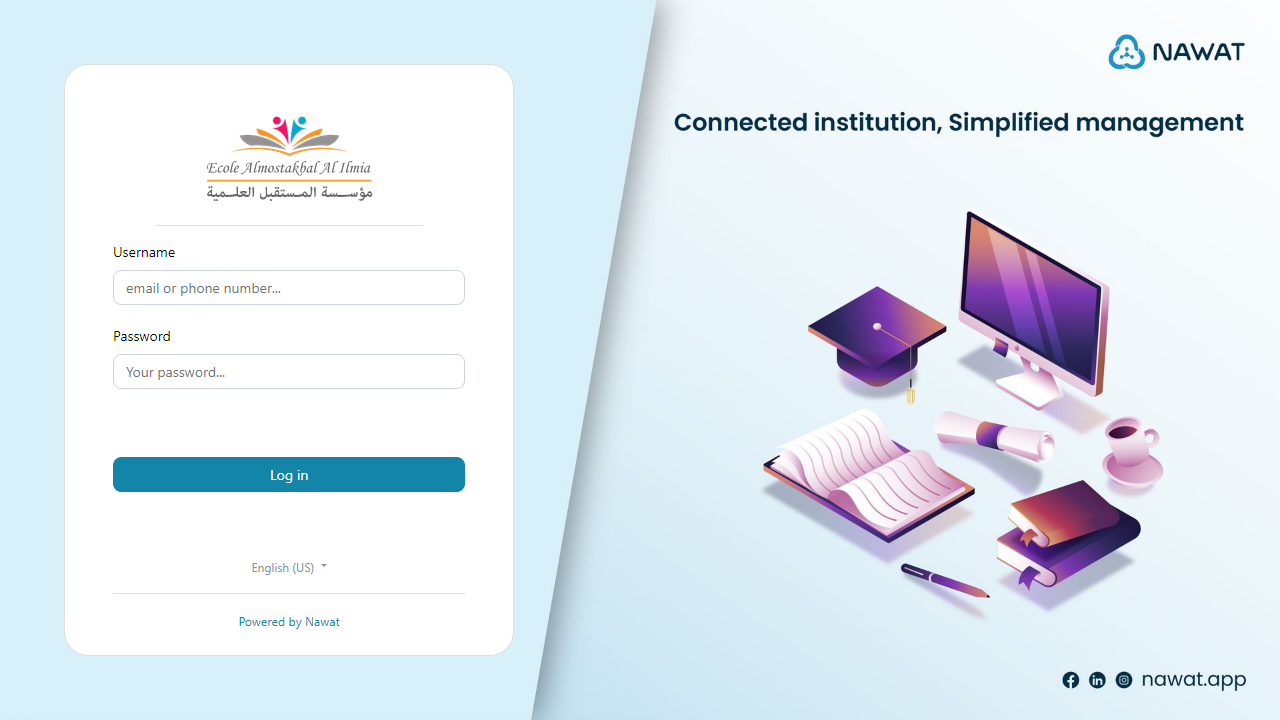 Ecole Almostakbal Al Ilmia
مؤسسة المستقبل العلمية
Username
email or phone number...
Password
Your password...
Log in
English (US)
Powered by Nawat
NAWAT
Connected institution, Simplified management
nawat.app